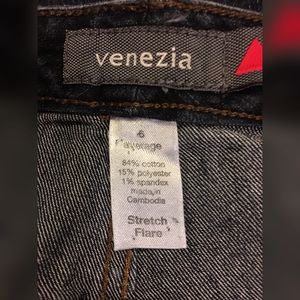 venezia
6
average
84% cotton
15% polyester
1% spandex
made in
Cambodia
Stretch
Flare